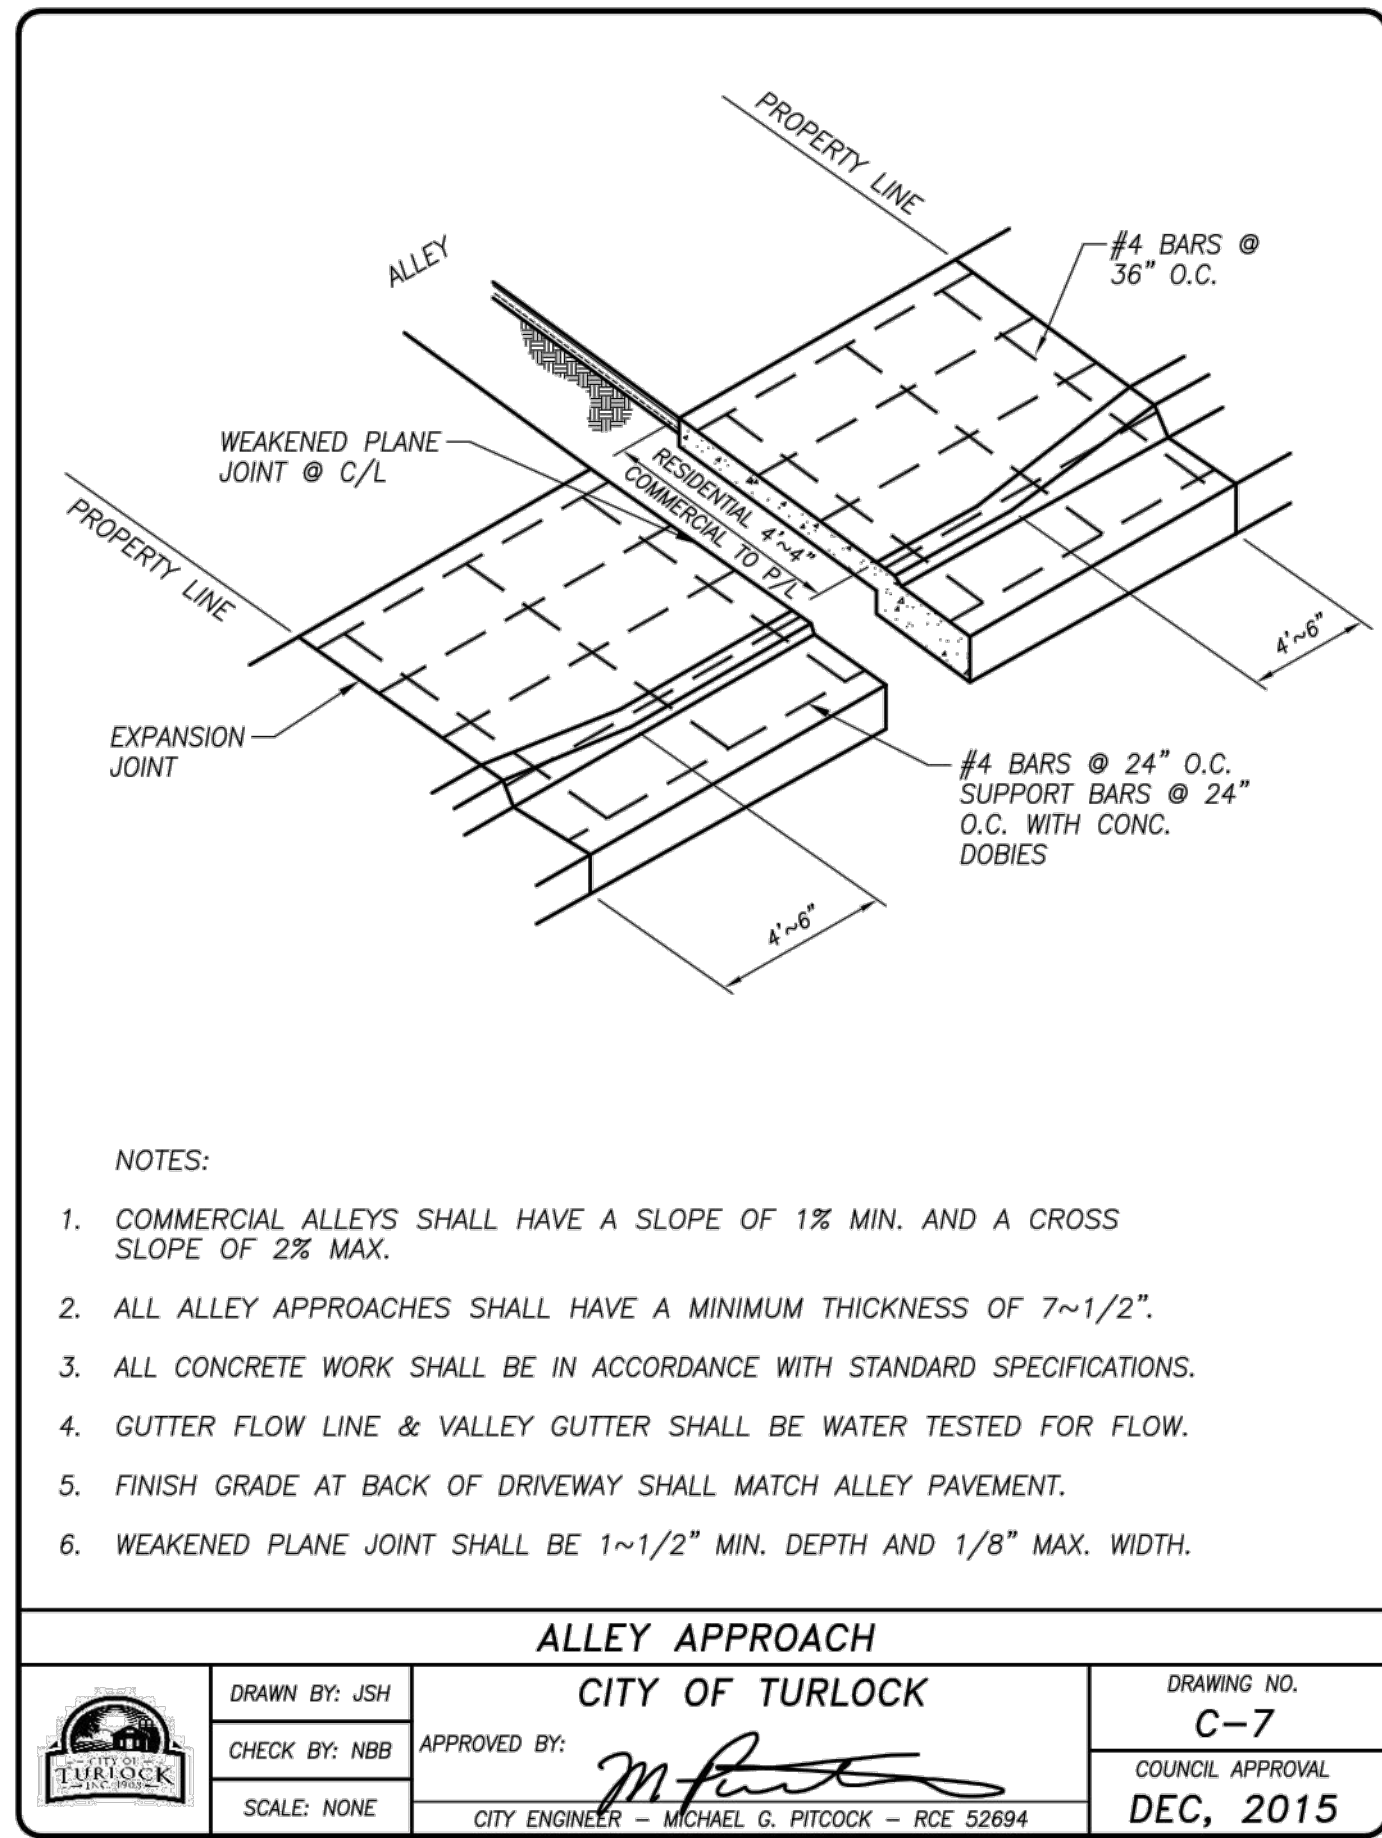 PROPERTY LINE
#4 BARS @
36" O.C.
ALLEY
WEAKENED PLANE
JOINT @ C/L
RESIDENTIAL 4'~4"
COMMERCIAL TO P/L
PROPERTY LINE
4'~6"
EXPANSION
JOINT
#4 BARS @ 24" O.C.
SUPPORT BARS @ 24"
O.C. WITH CONC.
DOBIES
4'~6"
NOTES:
1. COMMERCIAL ALLEYS SHALL HAVE A SLOPE OF 1% MIN. AND A CROSS
SLOPE OF 2% MAX.
2. ALL ALLEY APPROACHES SHALL HAVE A MINIMUM THICKNESS OF 7~1/2".
3. ALL CONCRETE WORK SHALL BE IN ACCORDANCE WITH STANDARD SPECIFICATIONS.
4. GUTTER FLOW LINE & VALLEY GUTTER SHALL BE WATER TESTED FOR FLOW.
5. FINISH GRADE AT BACK OF DRIVEWAY SHALL MATCH ALLEY PAVEMENT.
6. WEAKENED PLANE JOINT SHALL BE 1~1/2" MIN. DEPTH AND 1/8" MAX. WIDTH.
ALLEY APPROACH
CITY OF
TURLOCK
INC. 1908
DRAWN BY: JSH
CHECK BY: NBB
SCALE: NONE
CITY OF TURLOCK
APPROVED BY:
CITY ENGINEER – MICHAEL G. PITCOCK – RCE 52694
DRAWING NO.
C–7
COUNCIL APPROVAL
DEC, 2015